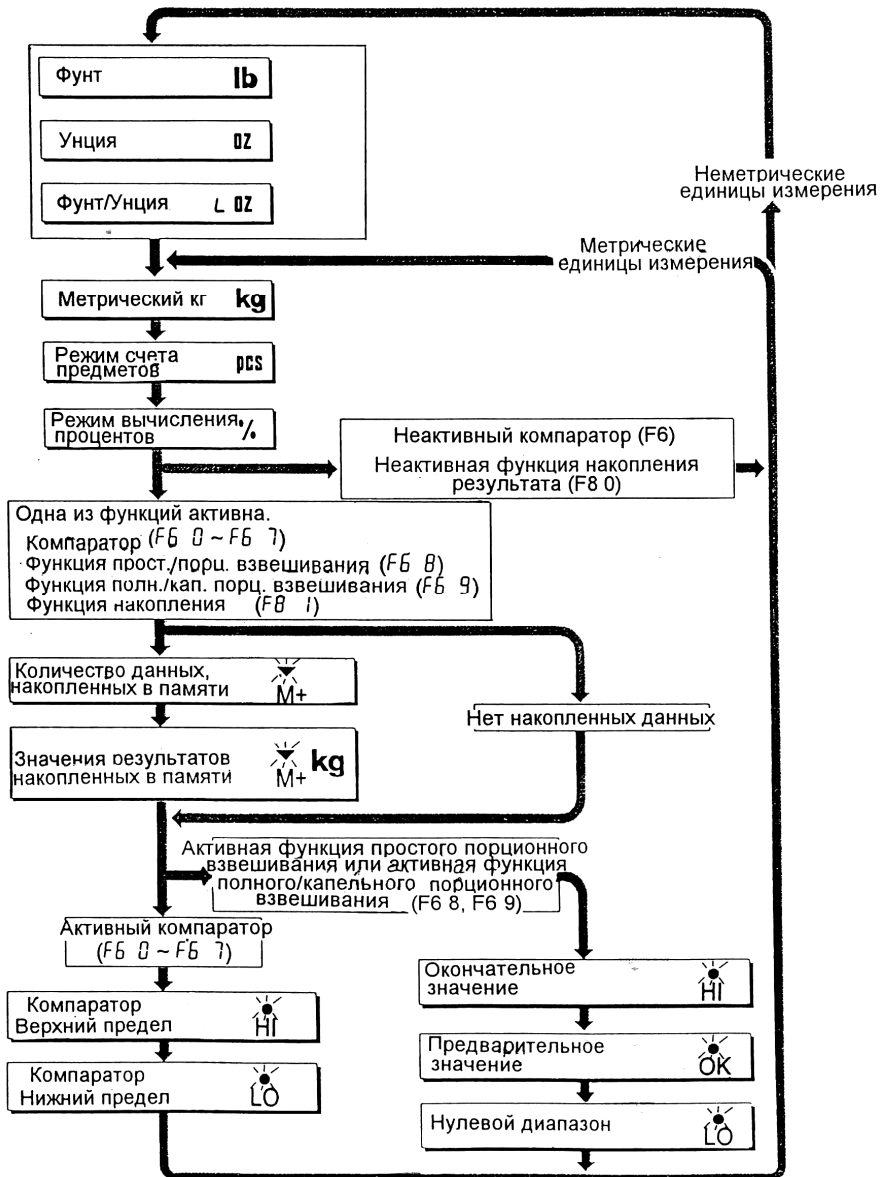 Фунт lb
Унция oz
Фунт/Унция L oz
Неметрические
единицы измерения
Метрические
единицы измерения
Метрический кг kg
Режим счета
предметов pcs
Режим вычисления
процентов %
Неактивный компаратор (F6)
Неактивная функция накопления
результата (F8 0)
Одна из функций активна.
Компаратор (F6 0 ~ F6 7)
Функция прост./порц. взвешивания (F6 8)
Функция полн./кап. порц. взвешивания (F6 9)
Функция накопления (F8 1)
Количество данных,
накопленных в памяти M+
Нет накопленных данных
Значения результатов
накопленных в памяти M+ kg
Активная функция простого порционного
взвешивания или активная функция
полного/капельного порционного
взвешивания (F6 8, F6 9)
Активный компаратор
(F6 0 ~ F6 7)
Компаратор
Верхний предел HI
Компаратор
Нижний предел LO
Окончательное
значение HI
Предварительное
значение OK
Нулевой диапазон LO